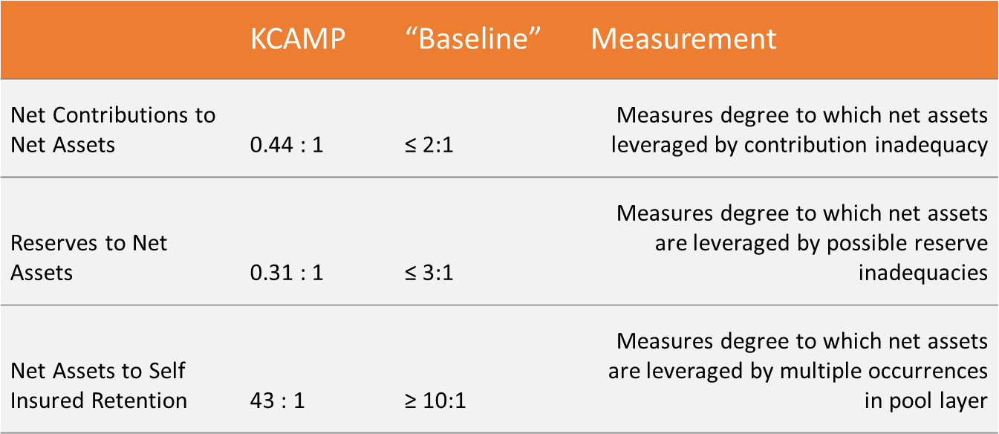 KCAMP “Baseline” Measurement
Net Contributions to
Net Assets
0.44 : 1
≤ 2:1
Measures degree to which net assets
leveraged by contribution inadequacy
Reserves to Net
Assets
0.31 : 1
≤ 3:1
Measures degree to which net assets
are leveraged by possible reserve
inadequacies
Net Assets to Self
Insured Retention
43 : 1
≥ 10:1
Measures degree to which net assets
are leveraged by multiple occurrences
in pool layer